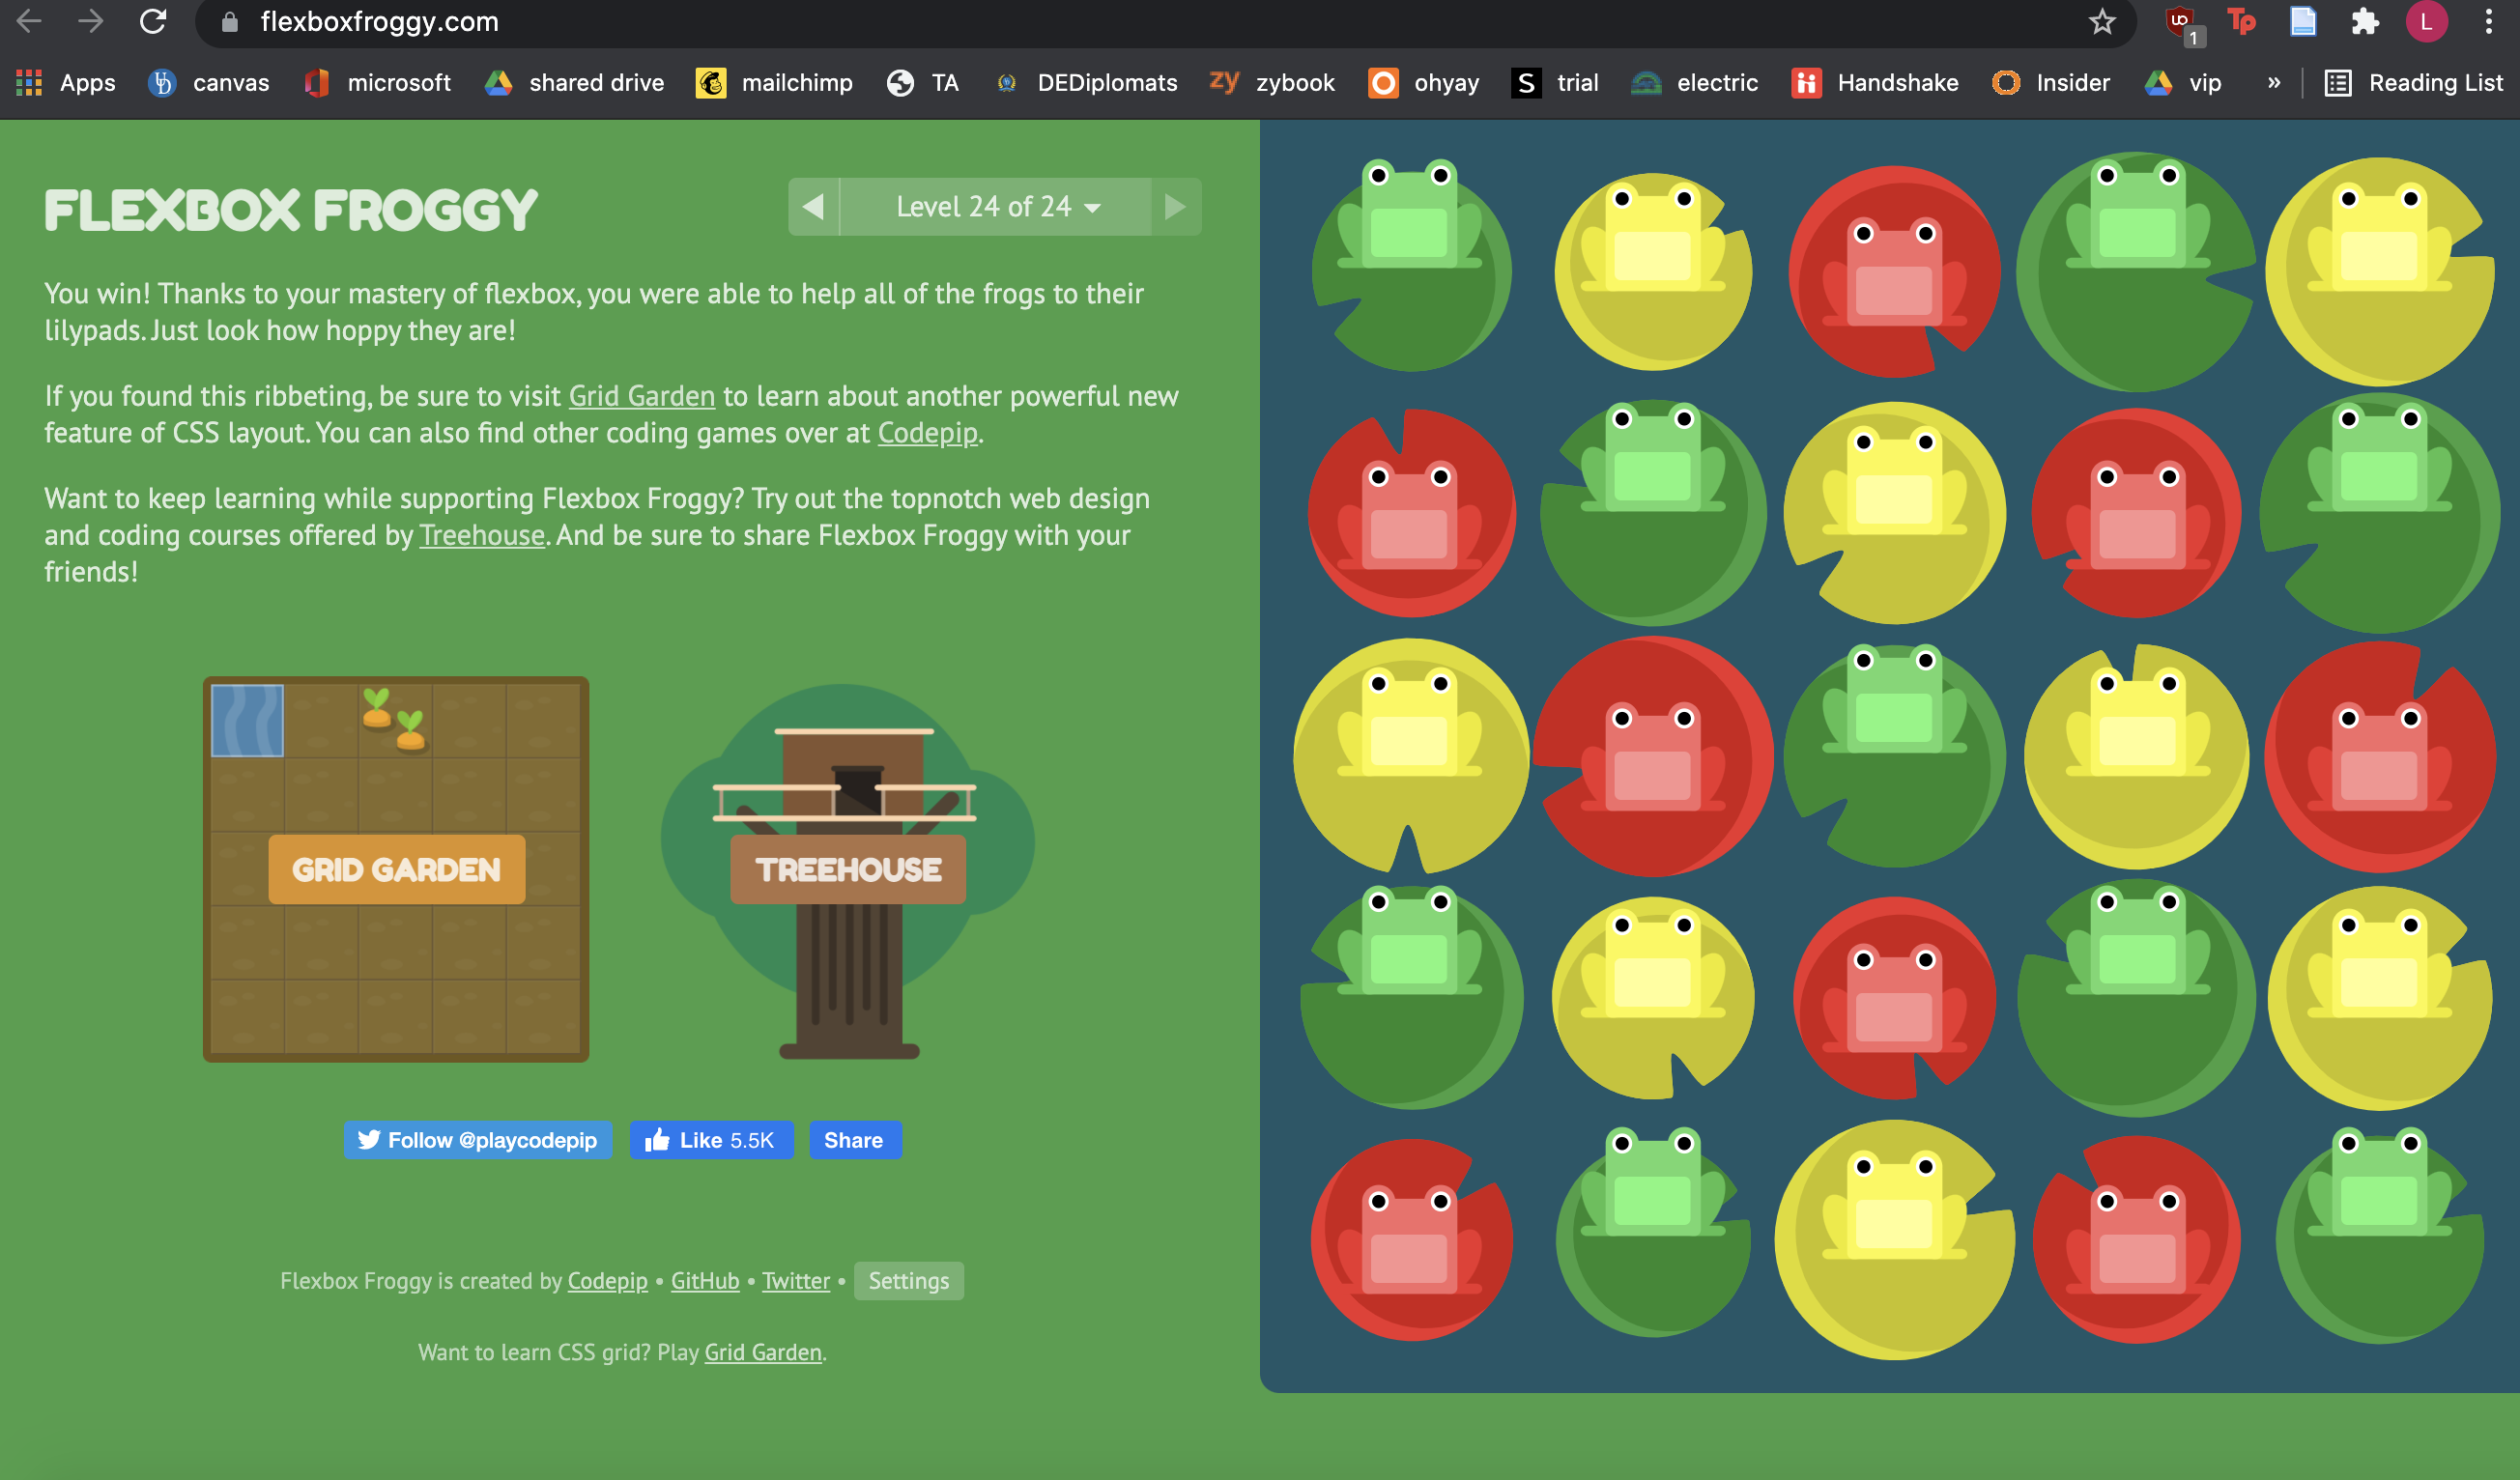 flexboxfroggy.com
UO
1
Tp
L
Apps
UD
canvas
microsoft
shared drive
mailchimp
TA
DEDiplomats
zy
zybook
ohyay
S
trial
electric
Handshake
Insider
vip
»
Reading List
FLEXBOX FROGGY
Level 24 of 24
You win! Thanks to your mastery of flexbox, you were able to help all of the frogs to their
lilypads. Just look how hoppy they are!
If you found this ribbeting, be sure to visit Grid Garden to learn about another powerful new
feature of CSS layout. You can also find other coding games over at Codepip.
Want to keep learning while supporting Flexbox Froggy? Try out the topnotch web design
and coding courses offered by Treehouse. And be sure to share Flexbox Froggy with your
friends!
GRID GARDEN
TREEHOUSE
Follow @playcodepip
Like 5.5K
Share
Flexbox Froggy is created by Codepip • GitHub • Twitter • Settings
Want to learn CSS grid? Play Grid Garden.